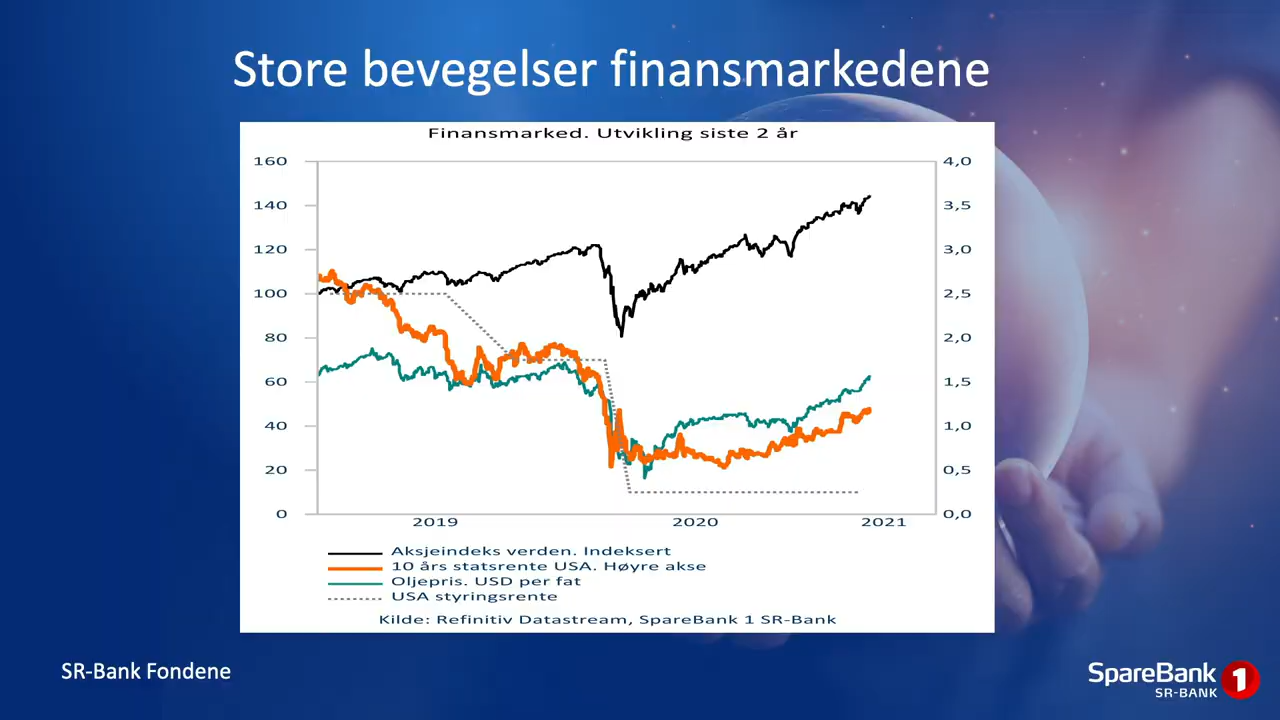 Store bevegelser finansmarkedene
Finansmarked. Utvikling siste 2 år
160 4,0
140 3,5
120 3,0
100 2,5
80 2,0
60 1,5
40 1,0
20 0,5
0 0,0
2019 2020 2021
Aksjeindeks verden. Indeksert
10 års statsrente USA. Høyre akse
Oljepris. USD per fat
USA styringsrente
Kilde: Refinitiv Datastream, SpareBank 1 SR-Bank
SR-Bank Fondene
SpareBank 1
SR-BANK